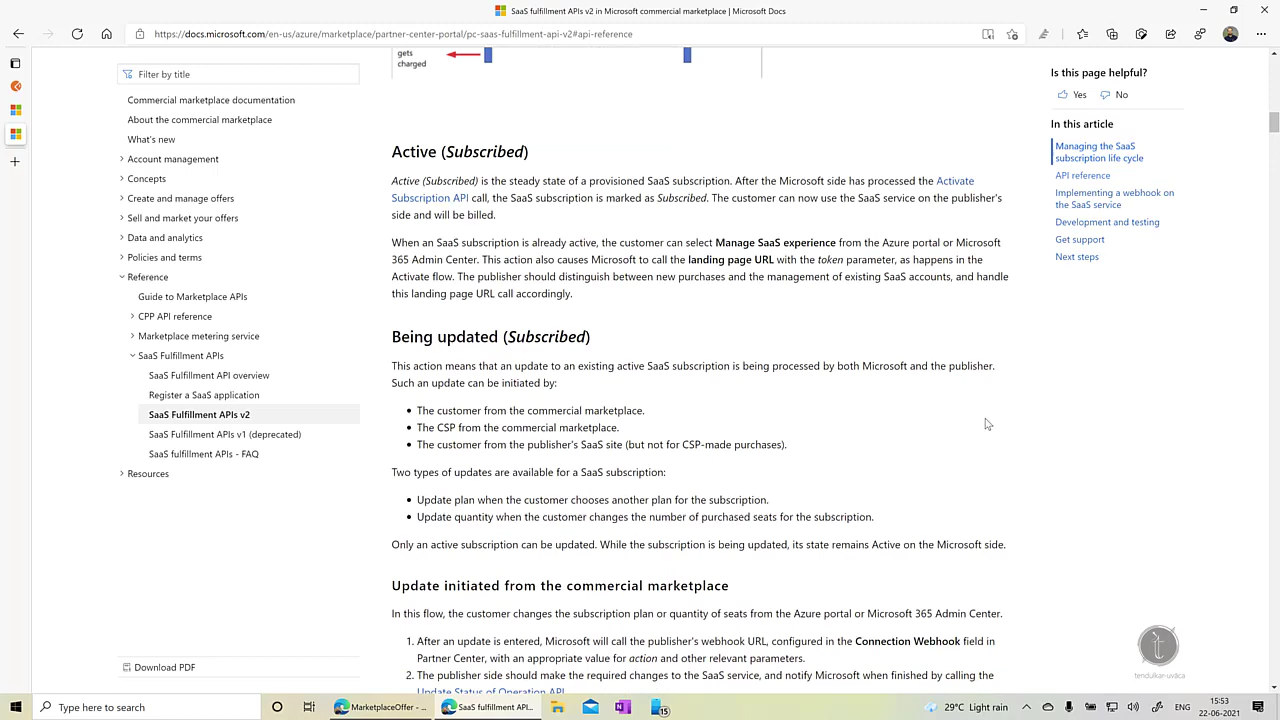 SaaS fulfillment APIs v2 in Microsoft commercial marketplace | Microsoft Docs
https://docs.microsoft.com/en-us/azure/marketplace/partner-center-portal/pc-saas-fulfillment-api-v2#api-reference
Filter by title
Commercial marketplace documentation
About the commercial marketplace
What's new
Account management
Concepts
Create and manage offers
Sell and market your offers
Data and analytics
Policies and terms
Reference
Guide to Marketplace APIs
CPP API reference
Marketplace metering service
SaaS Fulfillment APIs
SaaS Fulfillment API overview
Register a SaaS application
SaaS Fulfillment APIs v2
SaaS Fulfillment APIs v1 (deprecated)
SaaS fulfillment APIs - FAQ
Resources
Download PDF
gets
charged
Active (Subscribed)
Active (Subscribed) is the steady state of a provisioned SaaS subscription. After the Microsoft side has processed the Activate
Subscription API call, the SaaS subscription is marked as Subscribed. The customer can now use the SaaS service on the publisher's
side and will be billed.
When an SaaS subscription is already active, the customer can select Manage SaaS experience from the Azure portal or Microsoft
365 Admin Center. This action also causes Microsoft to call the landing page URL with the token parameter, as happens in the
Activate flow. The publisher should distinguish between new purchases and the management of existing SaaS accounts, and handle
this landing page URL call accordingly.
Being updated (Subscribed)
This action means that an update to an existing active SaaS subscription is being processed by both Microsoft and the publisher.
Such an update can be initiated by:
• The customer from the commercial marketplace.
• The CSP from the commercial marketplace.
• The customer from the publisher's SaaS site (but not for CSP-made purchases).
Two types of updates are available for a SaaS subscription:
• Update plan when the customer chooses another plan for the subscription.
• Update quantity when the customer changes the number of purchased seats for the subscription.
Only an active subscription can be updated. While the subscription is being updated, its state remains Active on the Microsoft side.
Update initiated from the commercial marketplace
In this flow, the customer changes the subscription plan or quantity of seats from the Azure portal or Microsoft 365 Admin Center.
1. After an update is entered, Microsoft will call the publisher's webhook URL, configured in the Connection Webhook field in
Partner Center, with an appropriate value for action and other relevant parameters.
2. The publisher side should make the required changes to the SaaS service, and notify Microsoft when finished by calling the
Update Status of Operation API
Is this page helpful?
Yes No
In this article
Managing the SaaS
subscription life cycle
API reference
Implementing a webhook on
the SaaS service
Development and testing
Get support
Next steps
t
tendulkar-uvāca
Type here to search
MarketplaceOffer - ...
SaaS fulfillment API...
15
29°C Light rain
ENG
15:53
22-06-2021